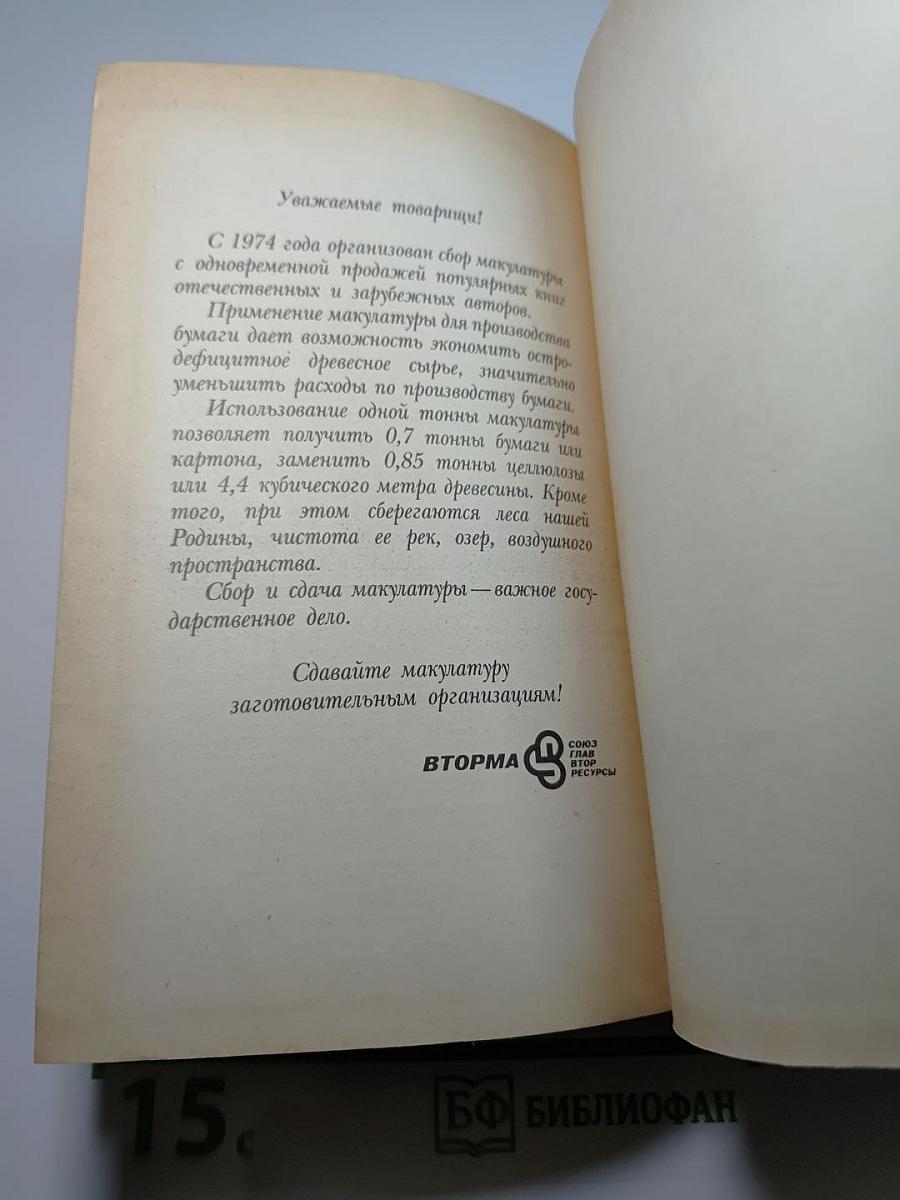 Уважаемые товарищи!
С 1974 года организован сбор макулатуры
с одновременной продажей популярных книг
отечественных и зарубежных авторов.
Применение макулатуры для производства
бумаги дает возможность экономить остро-
дефицитное древесное сырье, значительно
уменьшить расходы по производству бумаги.
Использование одной тонны макулатуры
позволяет получить 0,7 тонны бумаги или
картона, заменить 0,85 тонны целлюлозы
или 4,4 кубического метра древесины. Кроме
того, при этом сберегаются леса нашей
Родины, чистота ее рек, озер, воздушного
пространства.
Сбор и сдача макулатуры — важное госу-
дарственное дело.
Сдавайте макулатуру
заготовительным организациям!
ВТОРМА
СОЮЗ
ГЛАВ
ВТОР
РЕСУРСЫ
15 с
БФ БИБЛИОФАН